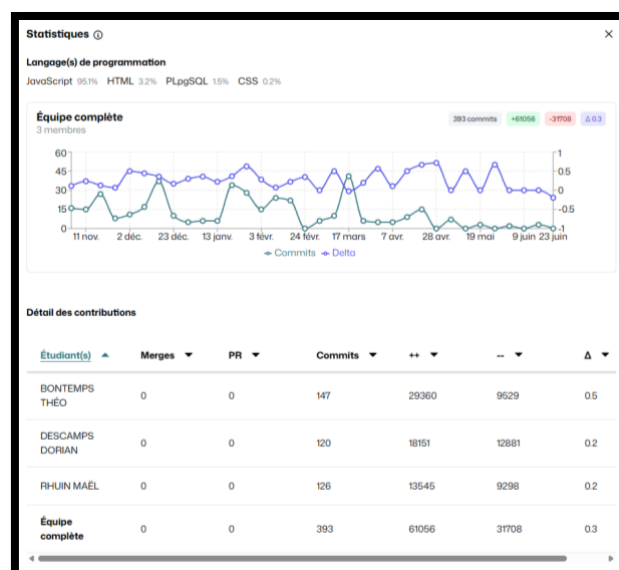 Statistiques
Langage(s) de programmation
JavaScript 95.1% HTML 3.2% PLpgSQL 1.5% CSS 0.2%
Équipe complète
3 membres
393 commits +61056 -31708 Δ 0.3
60
45
30
15
0
1
0.5
0
-0.5
-1
11 nov. 2 déc. 23 déc. 13 janv. 3 févr. 24 févr. 17 mars 7 avr. 28 avr. 19 mai 9 juin 23 juin
Commits Delta
Détail des contributions
Étudiant(s) Merges PR Commits ++ -- Δ
BONTEMPS THÉO 0 0 147 29360 9529 0.5
DESCAMPS DORIAN 0 0 120 18151 12881 0.2
RHUIN MAËL 0 0 126 13545 9298 0.2
Équipe complète 0 0 393 61056 31708 0.3